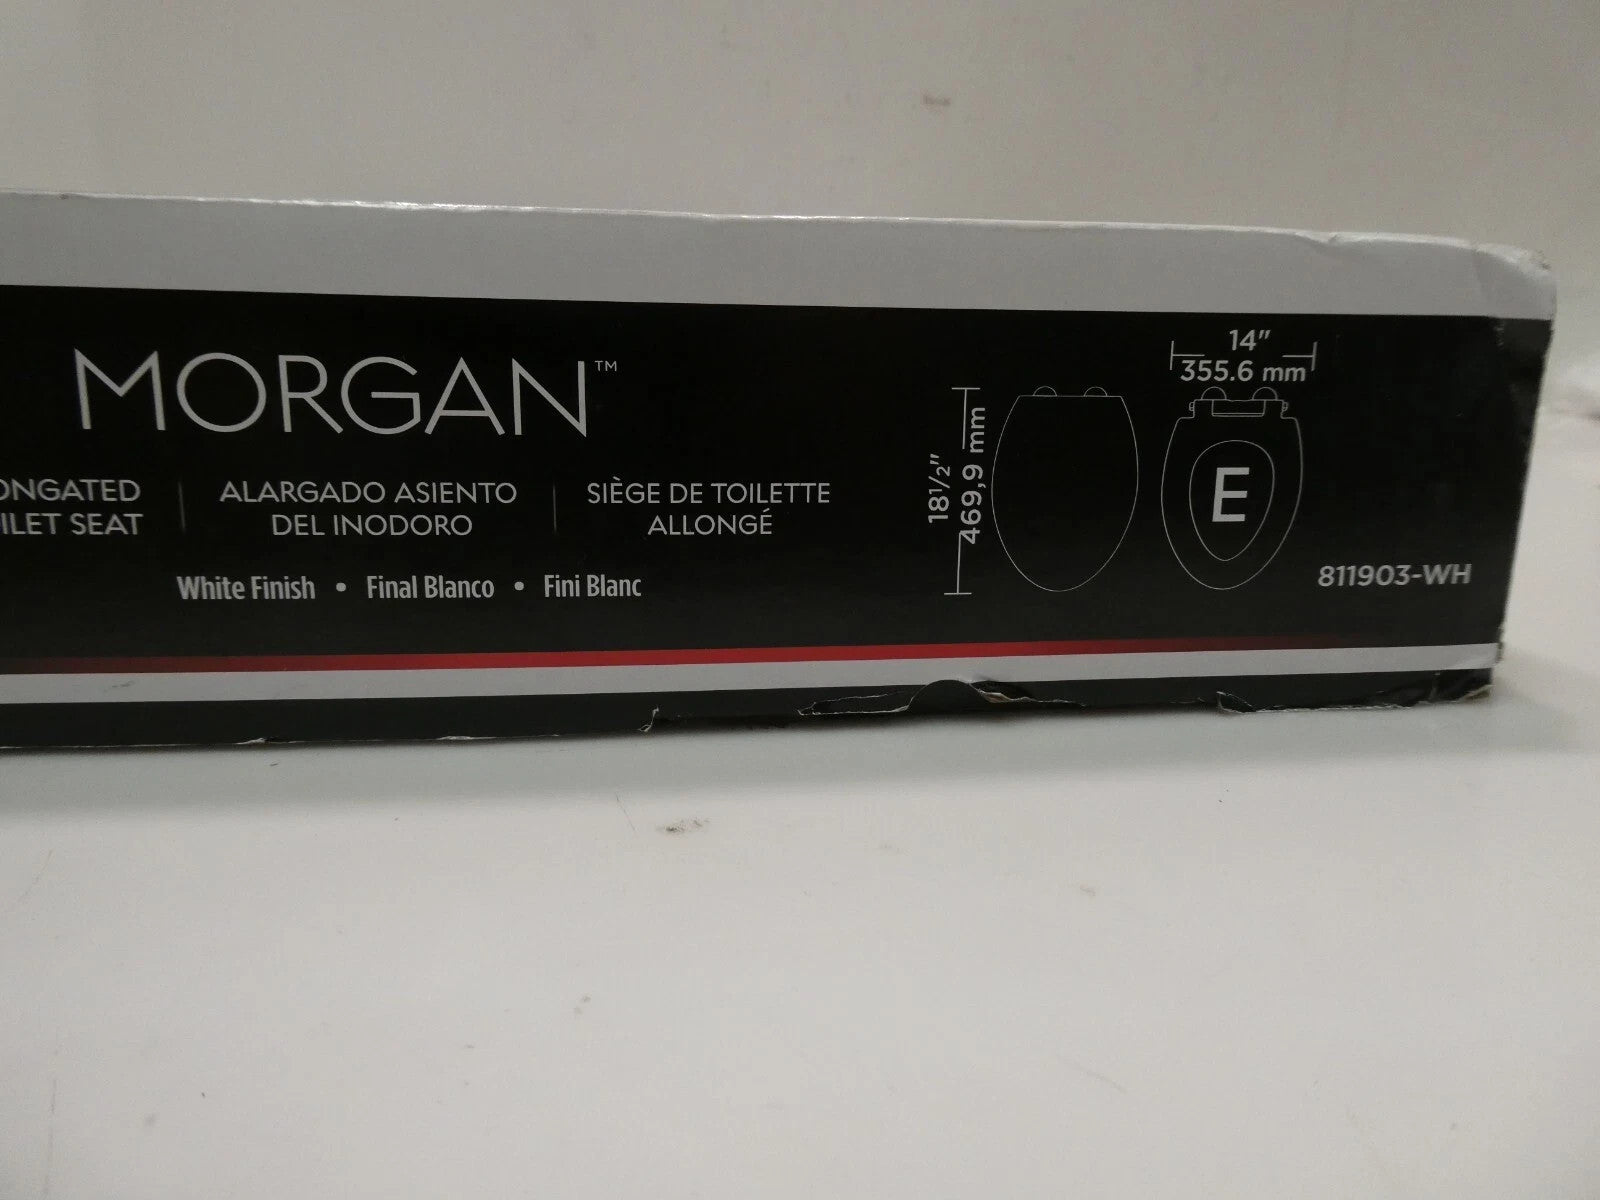 MORGAN™
ONGATED
ILET SEAT
ALARGADO ASIENTO
DEL INODORO
SIÈGE DE TOILETTE
ALLONGÉ
White Finish • Final Blanco • Fini Blanc
18½"
469,9 mm
14"
355.6 mm
E
811903-WH